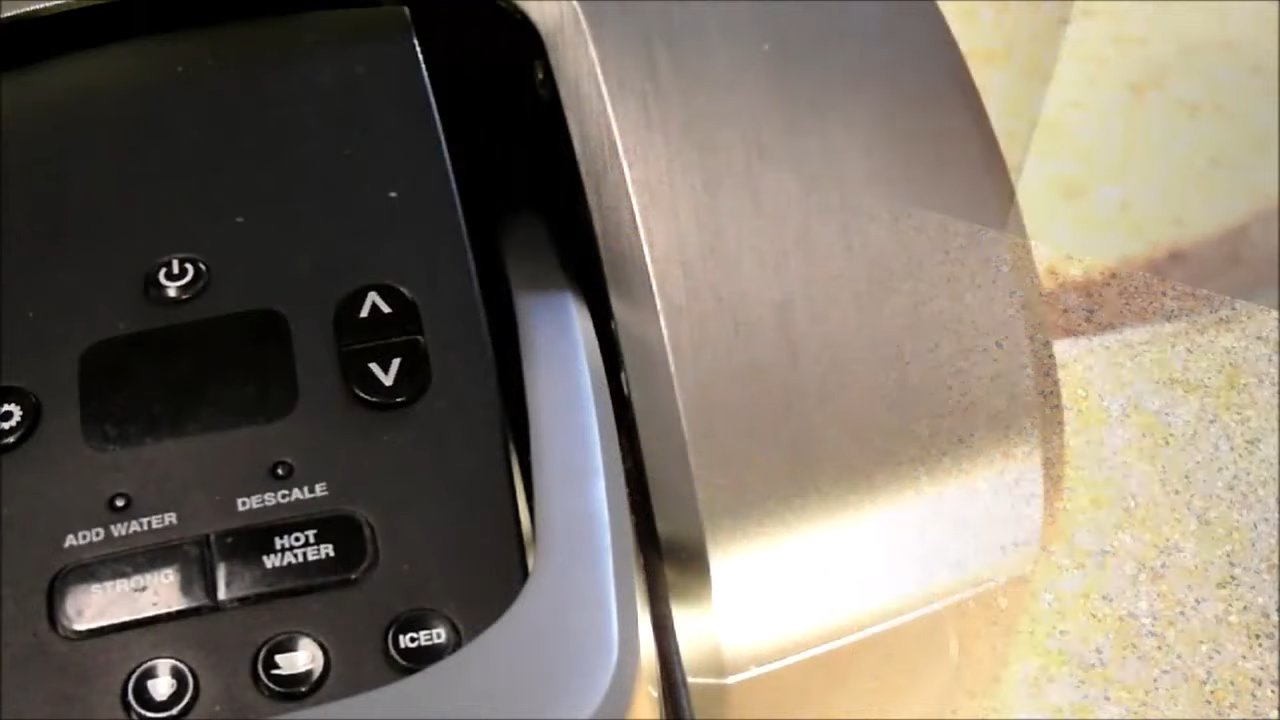 DESCALE
ADD WATER
STRONG
HOT
WATER
ICED